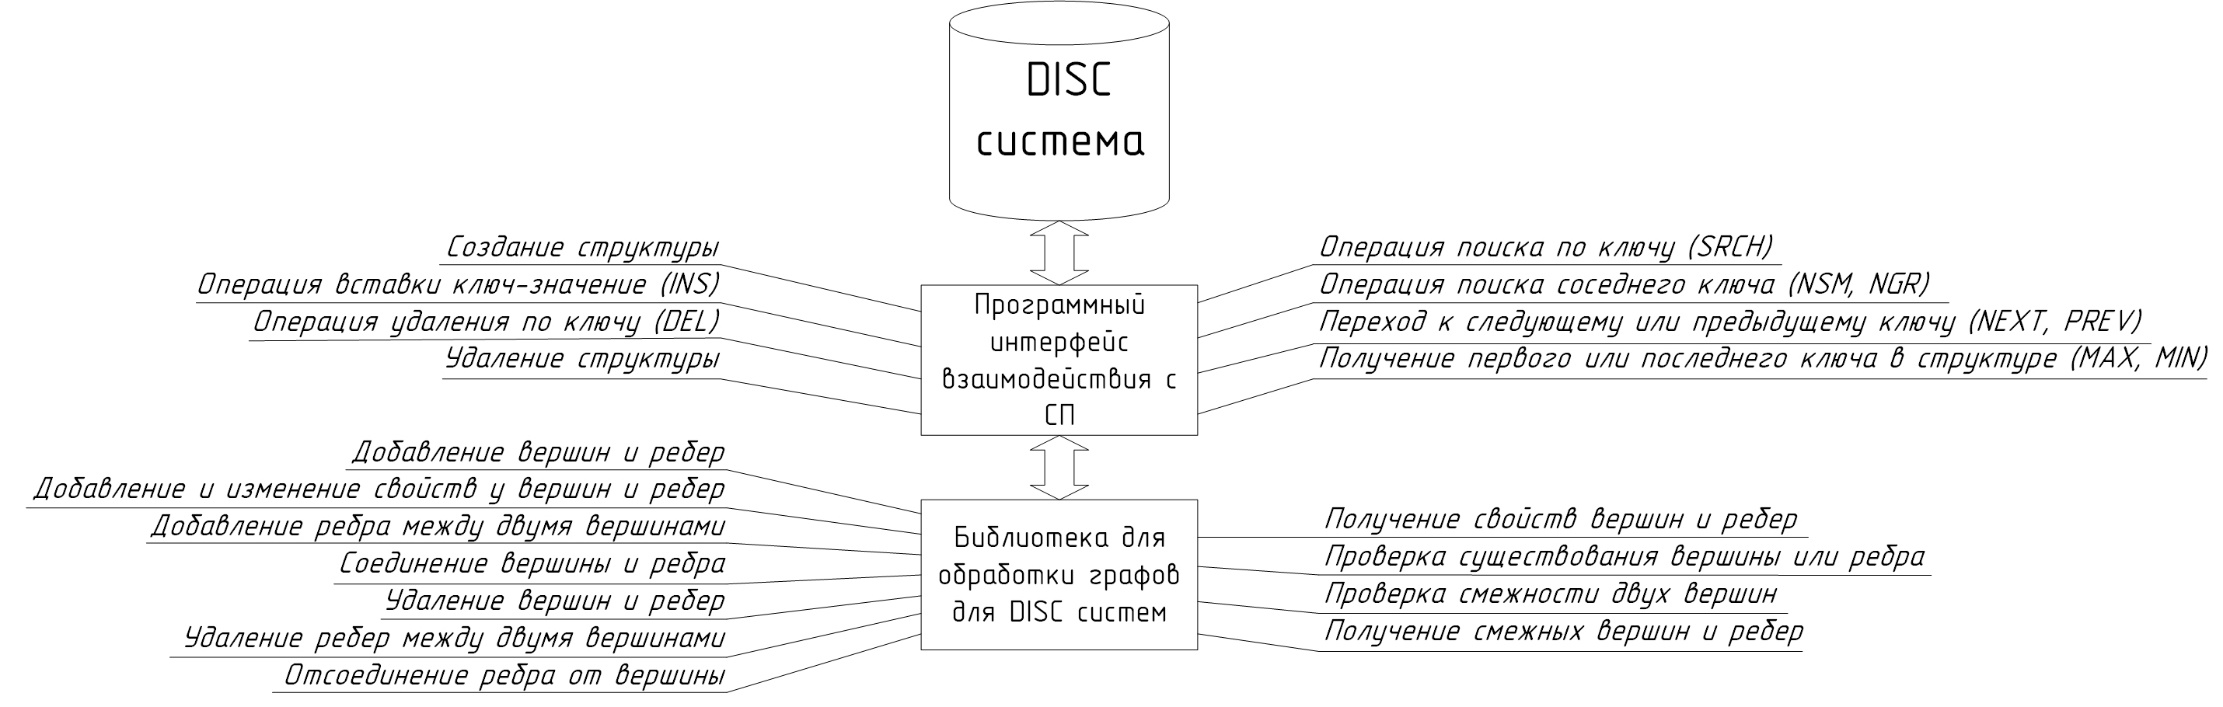 DISC
система
Создание структуры
Операция вставки ключ-значение (INS)
Операция удаления по ключу (DEL)
Удаление структуры
Программный
интерфейс
взаимодействия с
СП
Операция поиска по ключу (SRCH)
Операция поиска соседнего ключа (NSM, NGR)
Переход к следующему или предыдущему ключу (NEXT, PREV)
Получение первого или последнего ключа в структуре (MAX, MIN)
Добавление вершин и ребер
Добавление и изменение свойств у вершин и ребер
Добавление ребра между двумя вершинами
Соединение вершины и ребра
Удаление вершин и ребер
Удаление ребер между двумя вершинами
Отсоединение ребра от вершины
Библиотека для
обработки графов
для DISC систем
Получение свойств вершин и ребер
Проверка существования вершины или ребра
Проверка смежности двух вершин
Получение смежных вершин и ребер